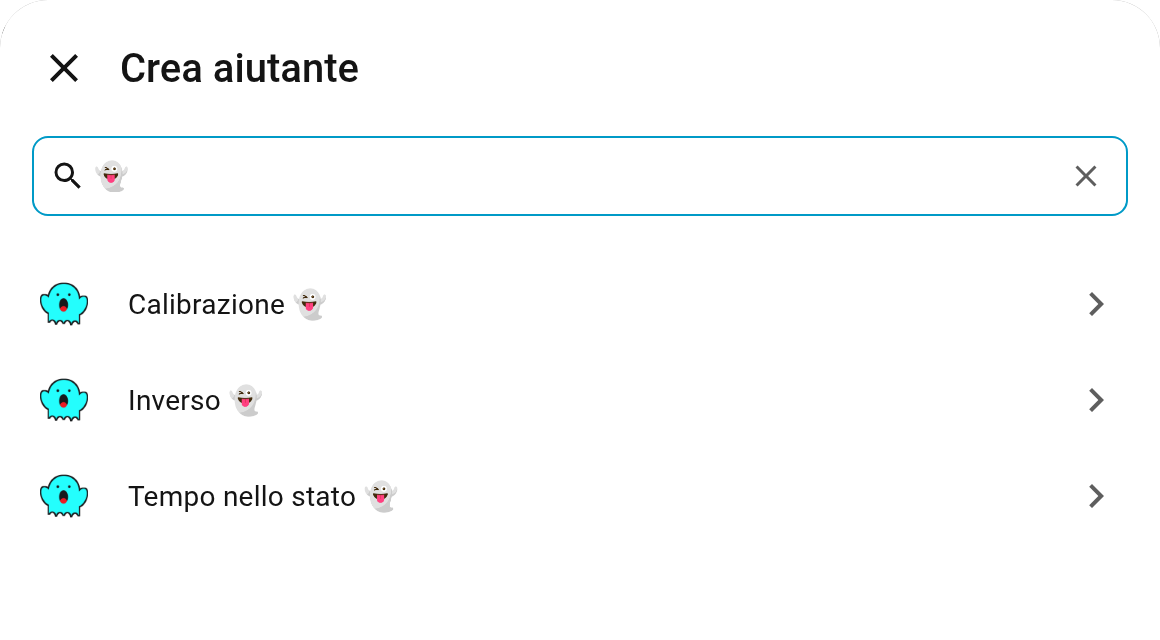 Crea aiutante
👻
Calibrazione 👻
Inverso 👻
Tempo nello stato 👻